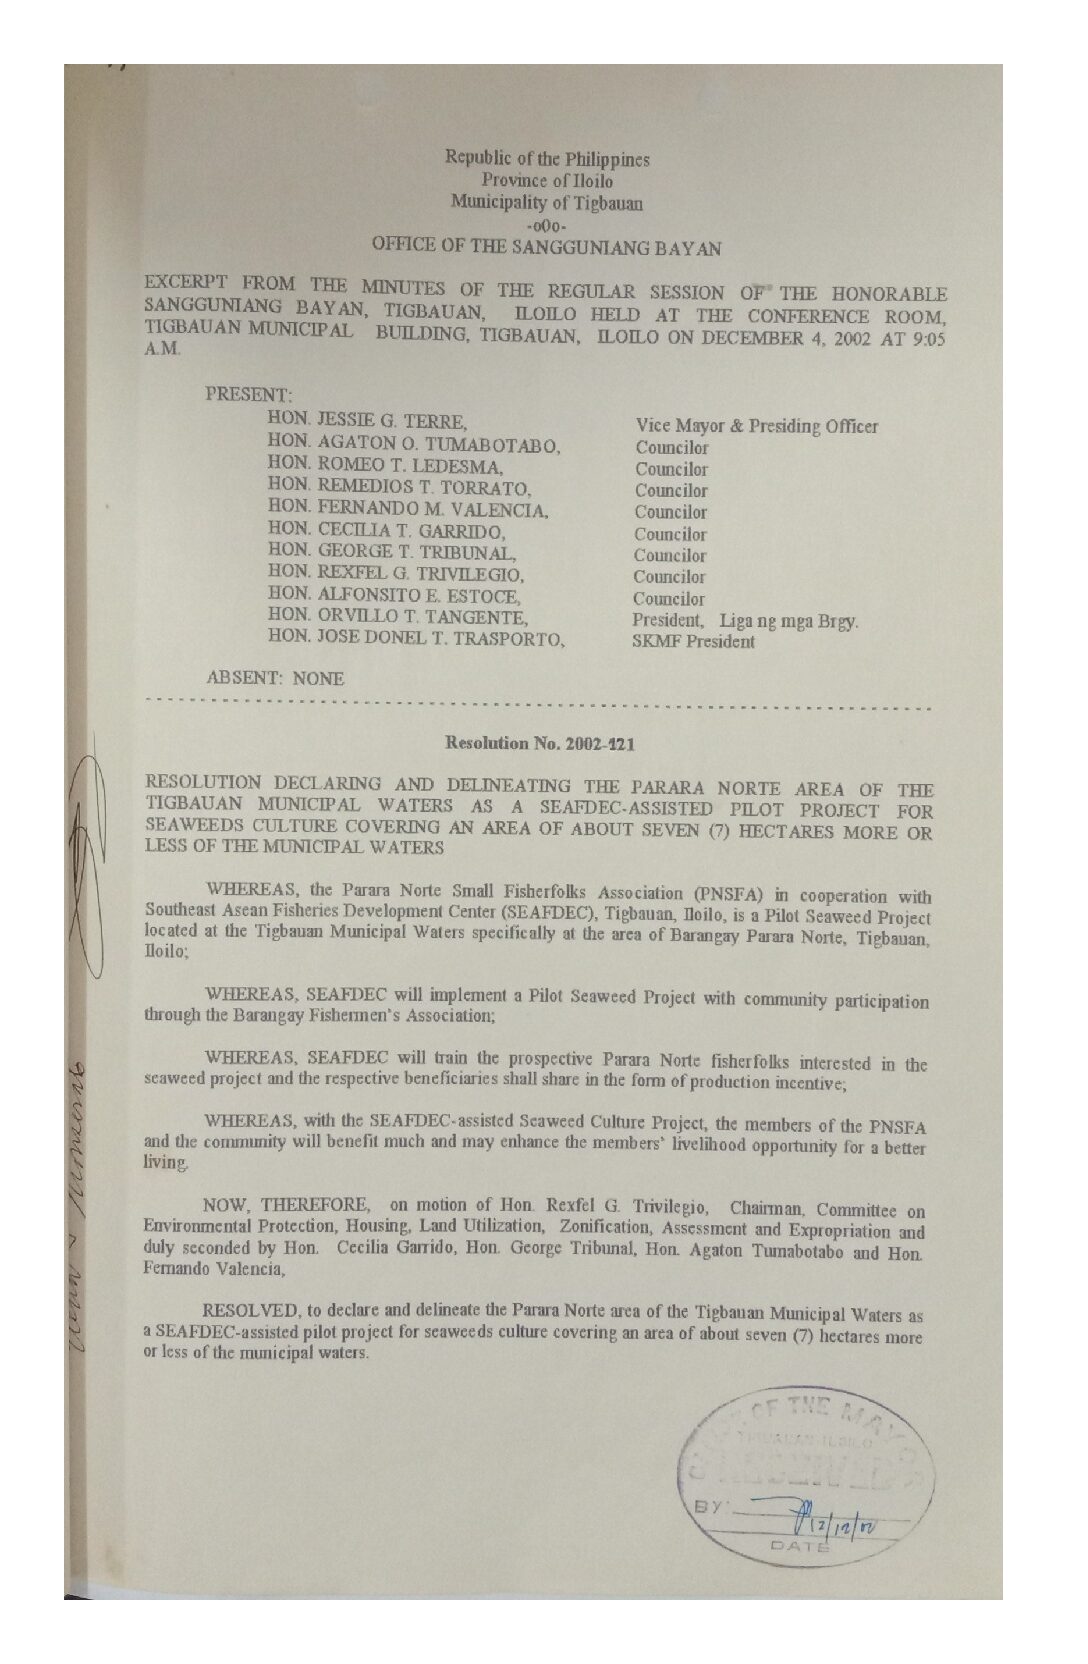 Republic of the Philippines
Province of Iloilo
Municipality of Tigbauan
-oOo-
OFFICE OF THE SANGGUNIANG BAYAN
EXCERPT FROM THE MINUTES OF THE REGULAR SESSION OF THE HONORABLE
SANGGUNIANG BAYAN, TIGBAUAN, ILOILO HELD AT THE CONFERENCE ROOM,
TIGBAUAN MUNICIPAL BUILDING, TIGBAUAN, ILOILO ON DECEMBER 4, 2002 AT 9:05
A.M.
PRESENT:
HON. JESSIE G. TERRE, Vice Mayor & Presiding Officer
HON. AGATON O. TUMABOTABO, Councilor
HON. ROMEO T. LEDESMA, Councilor
HON. REMEDIOS T. TORRATO, Councilor
HON. FERNANDO M. VALENCIA, Councilor
HON. CECILIA T. GARRIDO, Councilor
HON. GEORGE T. TRIBUNAL, Councilor
HON. REXFEL G. TRIVILEGIO, Councilor
HON. ALFONSITO E. ESTOCE, Councilor
HON. ORVILLO T. TANGENTE, President, Liga ng mga Brgy.
HON. JOSE DONEL T. TRASPORTO, SKMF President
ABSENT: NONE
Resolution No. 2002-121
RESOLUTION DECLARING AND DELINEATING THE PARARA NORTE AREA OF THE
TIGBAUAN MUNICIPAL WATERS AS A SEAFDEC-ASSISTED PILOT PROJECT FOR
SEAWEEDS CULTURE COVERING AN AREA OF ABOUT SEVEN (7) HECTARES MORE OR
LESS OF THE MUNICIPAL WATERS
WHEREAS, the Parara Norte Small Fisherfolks Association (PNSFA) in cooperation with
Southeast Asean Fisheries Development Center (SEAFDEC), Tigbauan, Iloilo, is a Pilot Seaweed Project
located at the Tigbauan Municipal Waters specifically at the area of Barangay Parara Norte, Tigbauan,
Iloilo;
WHEREAS, SEAFDEC will implement a Pilot Seaweed Project with community participation
through the Barangay Fishermen's Association;
WHEREAS, SEAFDEC will train the prospective Parara Norte fisherfolks interested in the
seaweed project and the respective beneficiaries shall share in the form of production incentive;
WHEREAS, with the SEAFDEC-assisted Seaweed Culture Project, the members of the PNSFA
and the community will benefit much and may enhance the members' livelihood opportunity for a better
living.
NOW, THEREFORE, on motion of Hon. Rexfel G. Trivilegio, Chairman, Committee on
Environmental Protection, Housing, Land Utilization, Zonification, Assessment and Expropriation and
duly seconded by Hon. Cecilia Garrido, Hon. George Tribunal, Hon. Agaton Tumabotabo and Hon.
Fernando Valencia,
RESOLVED, to declare and delineate the Parara Norte area of the Tigbauan Municipal Waters as
a SEAFDEC-assisted pilot project for seaweeds culture covering an area of about seven (7) hectares more
or less of the municipal waters.
OF THE MAYOR
RECEIVED
BY:
12/12/02
DATE